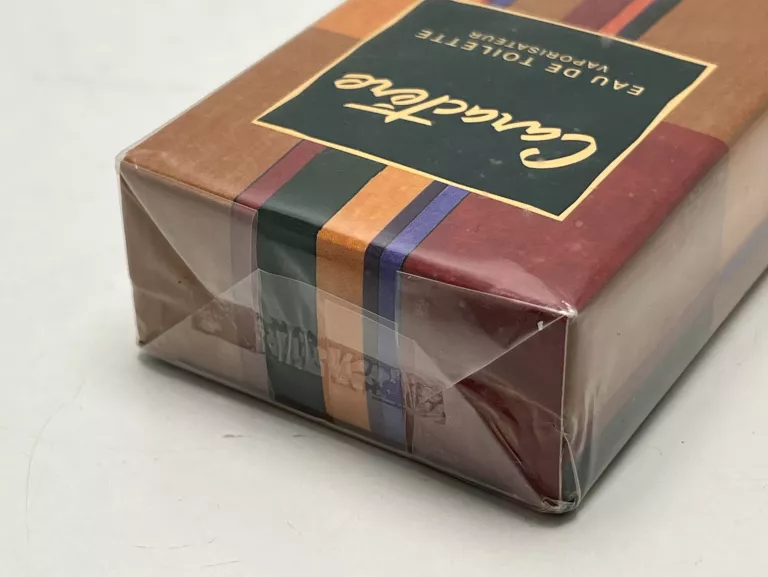 Caractère
EAU DE TOILETTE
VAPORISATEUR